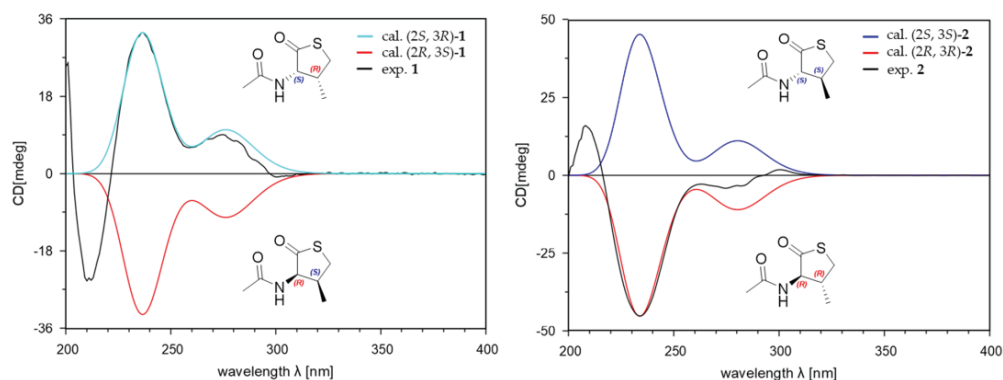 36
18
0
-18
-36
CD[mdeg]
200
250
300
350
400
wavelength λ [nm]
cal. (2S, 3R)-1
cal. (2R, 3S)-1
exp. 1
O
S
(R)
O
(S)
N
H
O
S
(S)
O
(R)
N
H
50
25
0
-25
-50
CD[mdeg]
200
250
300
350
400
wavelength λ [nm]
cal. (2S, 3S)-2
cal. (2R, 3R)-2
exp. 2
O
S
(S)
O
(S)
N
H
O
S
(R)
O
(R)
N
H